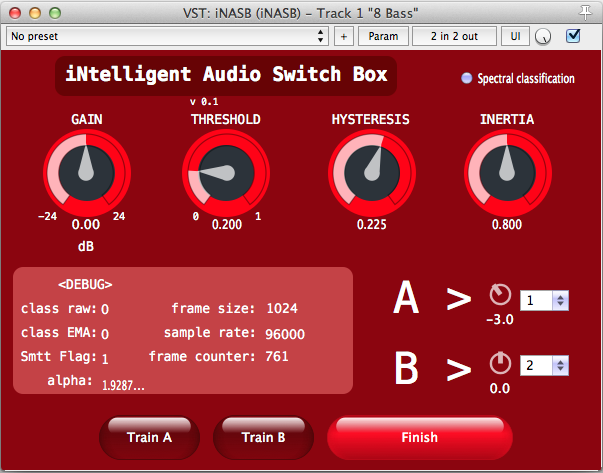 VST: iNASB (iNASB) - Track 1 "8 Bass"
No preset + Param 2 in 2 out UI
iNtelligent Audio Switch Box
Spectral classification
v 0.1
GAIN THRESHOLD HYSTERESIS INERTIA
-24 0.00 24 0 0.200 1 0.225 0.800
dB
<DEBUG>
class raw: 0 frame size: 1024
class EMA: 0 sample rate: 96000
Smtt Flag: 1 frame counter: 761
alpha: 1.9287...
A > -3.0 1
B > 0.0 2
Train A Train B Finish